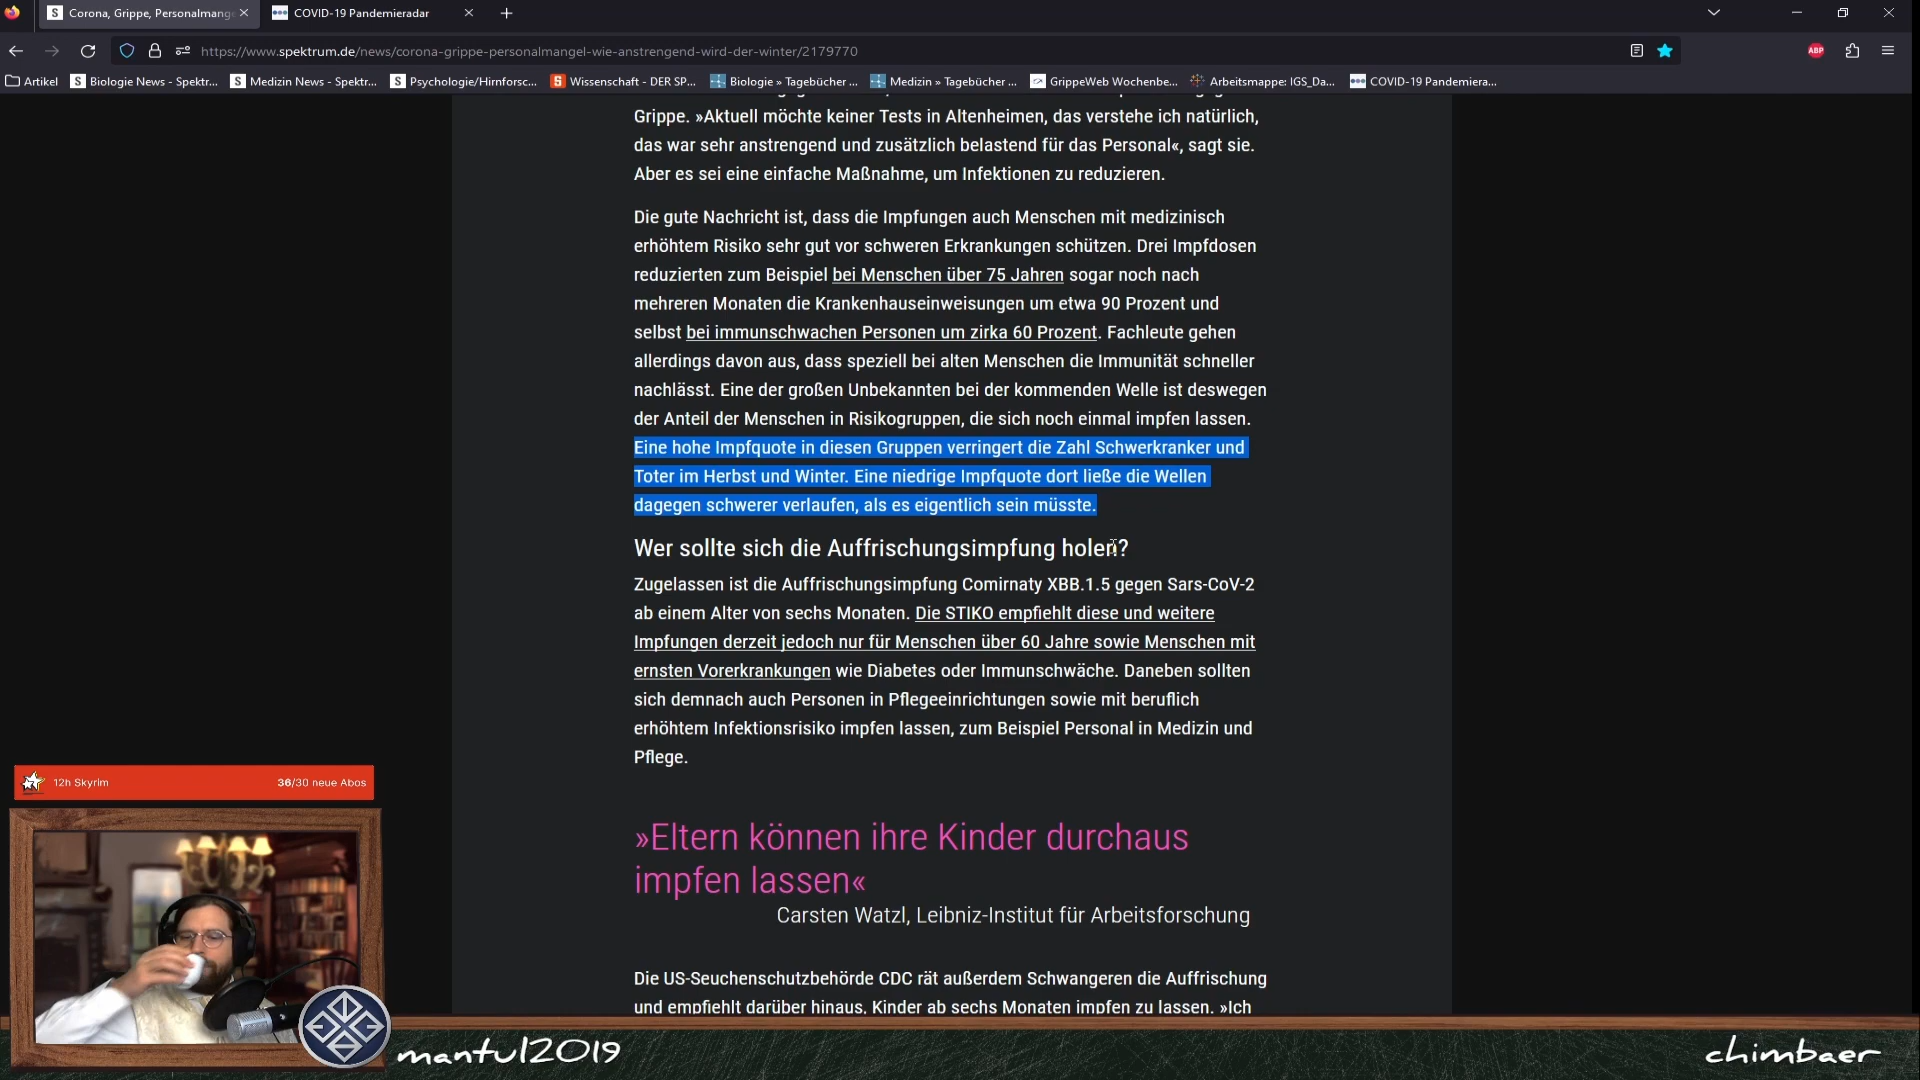 Corona, Grippe, Personalmange
COVID-19 Pandemieradar
https://www.spektrum.de/news/corona-grippe-personalmangel-wie-anstrengend-wird-der-winter/2179770
ABP
Artikel
S Biologie News - Spektr...
S Medizin News - Spektr...
S Psychologie/Hirnforsc...
S Wissenschaft - DER SP...
Biologie » Tagebücher ...
Medizin » Tagebücher ...
GrippeWeb Wochenbe...
Arbeitsmappe: IGS_Da...
COVID-19 Pandemiera...
Grippe. »Aktuell möchte keiner Tests in Altenheimen, das verstehe ich natürlich,
das war sehr anstrengend und zusätzlich belastend für das Personal«, sagt sie.
Aber es sei eine einfache Maßnahme, um Infektionen zu reduzieren.
Die gute Nachricht ist, dass die Impfungen auch Menschen mit medizinisch
erhöhtem Risiko sehr gut vor schweren Erkrankungen schützen. Drei Impfdosen
reduzierten zum Beispiel bei Menschen über 75 Jahren sogar noch nach
mehreren Monaten die Krankenhauseinweisungen um etwa 90 Prozent und
selbst bei immunschwachen Personen um zirka 60 Prozent. Fachleute gehen
allerdings davon aus, dass speziell bei alten Menschen die Immunität schneller
nachlässt. Eine der großen Unbekannten bei der kommenden Welle ist deswegen
der Anteil der Menschen in Risikogruppen, die sich noch einmal impfen lassen.
Eine hohe Impfquote in diesen Gruppen verringert die Zahl Schwerkranker und
Toter im Herbst und Winter. Eine niedrige Impfquote dort ließe die Wellen
dagegen schwerer verlaufen, als es eigentlich sein müsste.
Wer sollte sich die Auffrischungsimpfung holen?
Zugelassen ist die Auffrischungsimpfung Comirnaty XBB.1.5 gegen Sars-CoV-2
ab einem Alter von sechs Monaten. Die STIKO empfiehlt diese und weitere
Impfungen derzeit jedoch nur für Menschen über 60 Jahre sowie Menschen mit
ernsten Vorerkrankungen wie Diabetes oder Immunschwäche. Daneben sollten
sich demnach auch Personen in Pflegeeinrichtungen sowie mit beruflich
erhöhtem Infektionsrisiko impfen lassen, zum Beispiel Personal in Medizin und
Pflege.
»Eltern können ihre Kinder durchaus
impfen lassen«
Carsten Watzl, Leibniz-Institut für Arbeitsforschung
Die US-Seuchenschutzbehörde CDC rät außerdem Schwangeren die Auffrischung
und empfiehlt darüber hinaus, Kinder ab sechs Monaten impfen zu lassen. »Ich
12h Skyrim
36/30 neue Abos
mantul2019
chimbaer